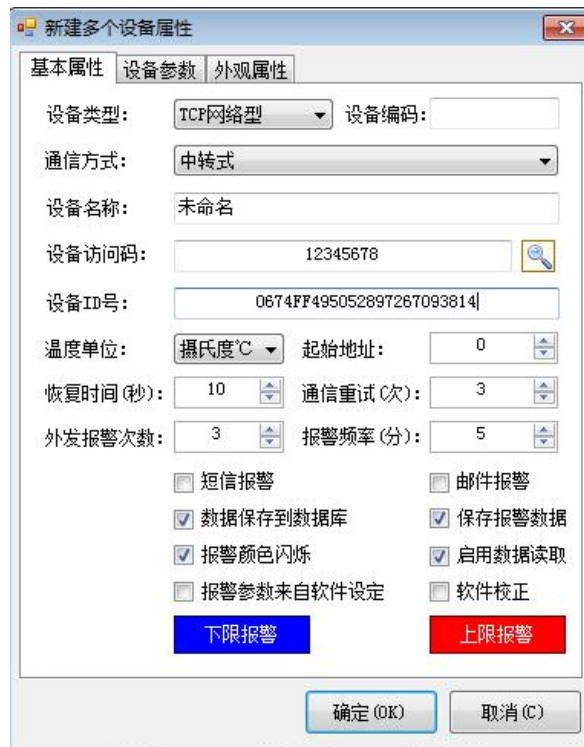 新建多个设备属性
基本属性 设备参数 外观属性
设备类型: TCP网络型 设备编码:
通信方式: 中转式
设备名称: 未命名
设备访问码: 12345678
设备ID号: 0674FF495052897267093814
温度单位: 摄氏度℃ 起始地址: 0
恢复时间(秒): 10 通信重试(次): 3
外发报警次数: 3 报警频率(分): 5
短信报警 邮件报警
数据保存到数据库 保存报警数据
报警颜色闪烁 启用数据读取
报警参数来自软件设定 软件校正
下限报警 上限报警
确定(OK) 取消(C)